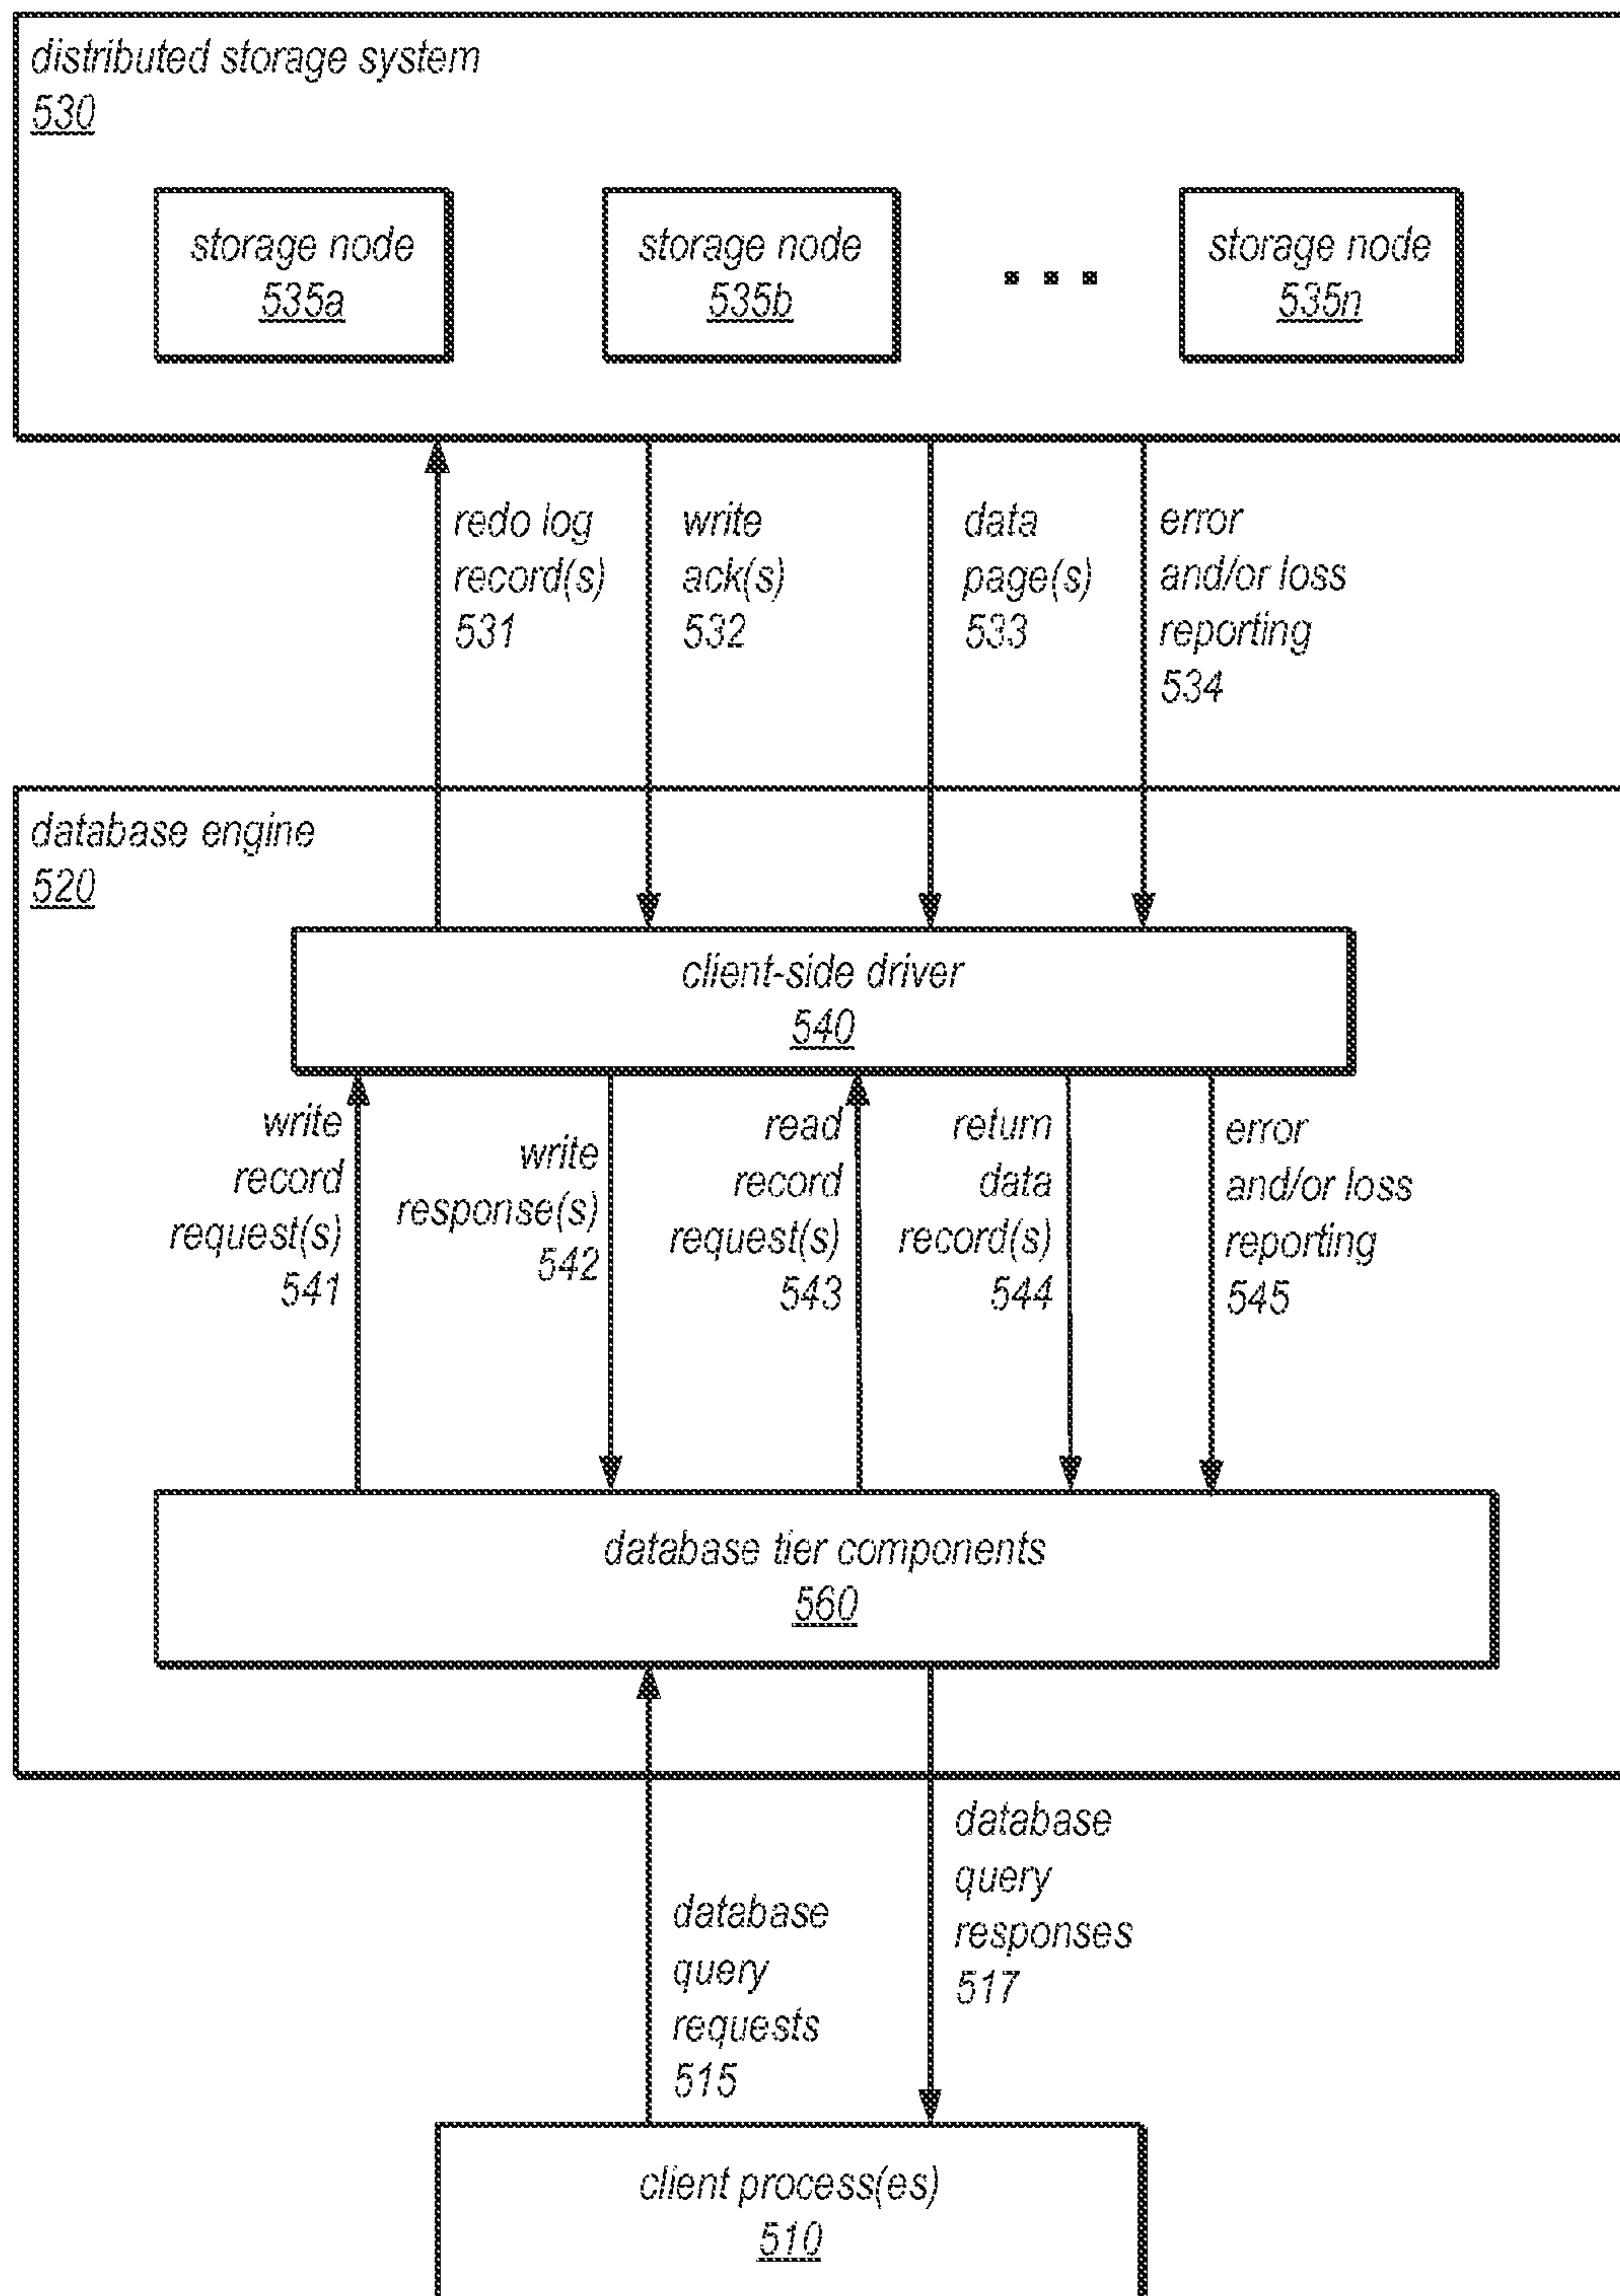 distributed storage system
530
storage node
535a
storage node
535b
storage node
535n
redo log
record(s)
531
write
ack(s)
532
data
page(s)
533
error
and/or loss
reporting
534
database engine
520
client-side driver
540
write
record
request(s)
541
write
response(s)
542
read
record
request(s)
543
return
data
record(s)
544
error
and/or loss
reporting
545
database tier components
560
database
query
requests
515
database
query
responses
517
client process(es)
510